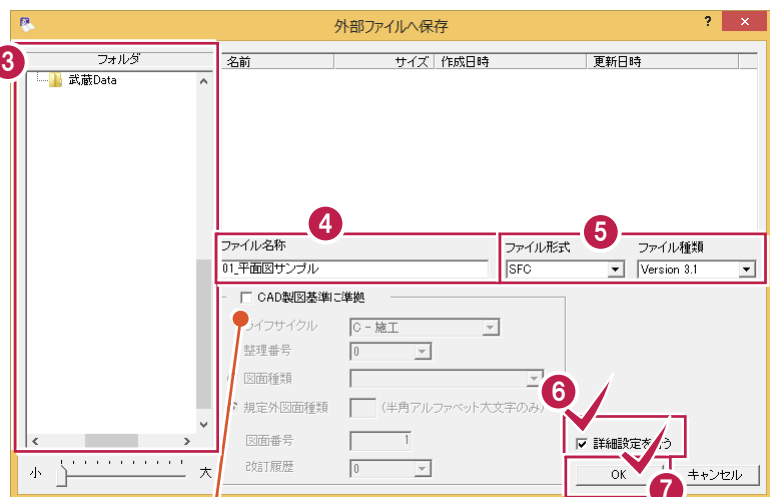 外部ファイルへ保存
?
×
3
フォルダ
名前 サイズ 作成日時 更新日時
武蔵Data
4
5
ファイル名称 ファイル形式 ファイル種類
01_平面図サンプル SFC Version 3.1
CAD製図基準に準拠
イフサイクル C - 施工
整理番号 0
図面種類
6
規定外図面種類 (半角アルファベット大文字のみ)
図面番号 1
詳細設定を行う
改訂履歴 0
小 大
OK キャンセル
7